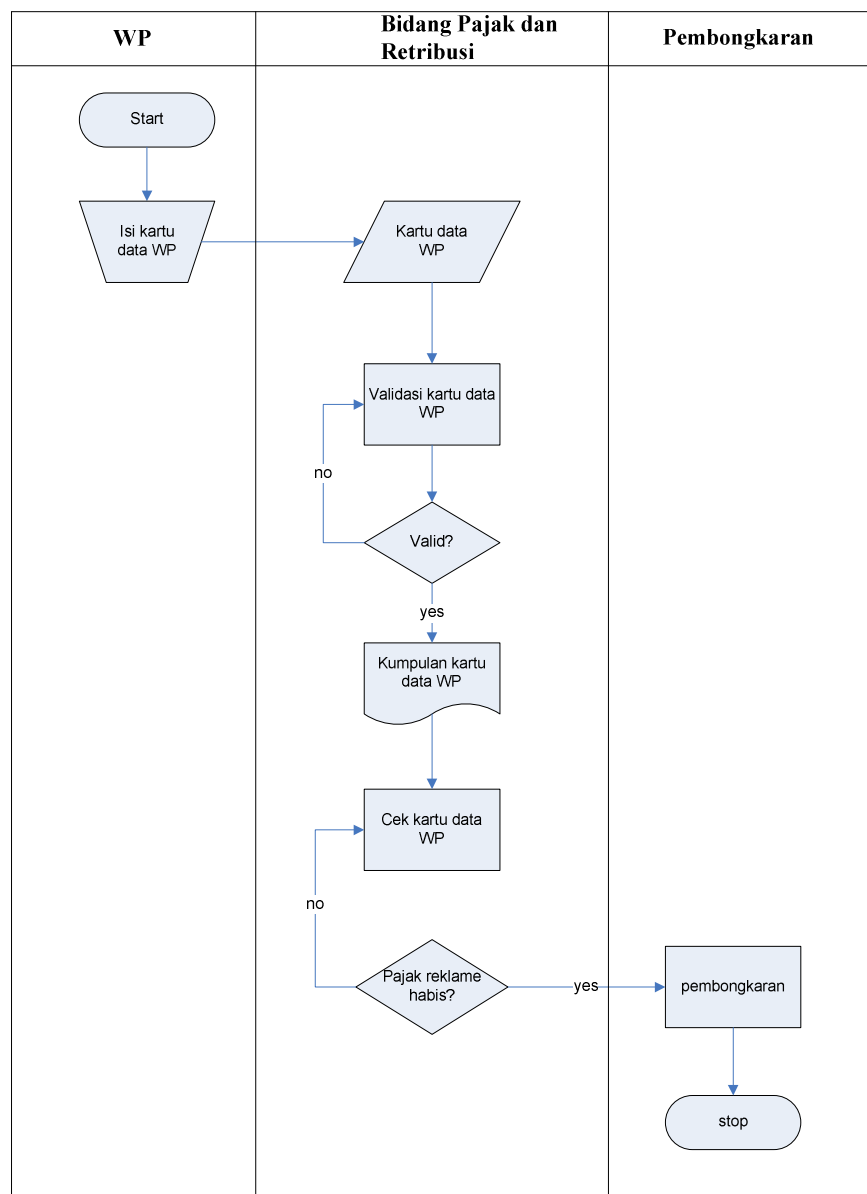 WP
Bidang Pajak dan
Retribusi
Pembongkaran
Start
Isi kartu
data WP
Kartu data
WP
Validasi kartu data
WP
no
Valid?
yes
Kumpulan kartu
data WP
Cek kartu data
WP
no
Pajak reklame
habis?
yes
pembongkaran
stop